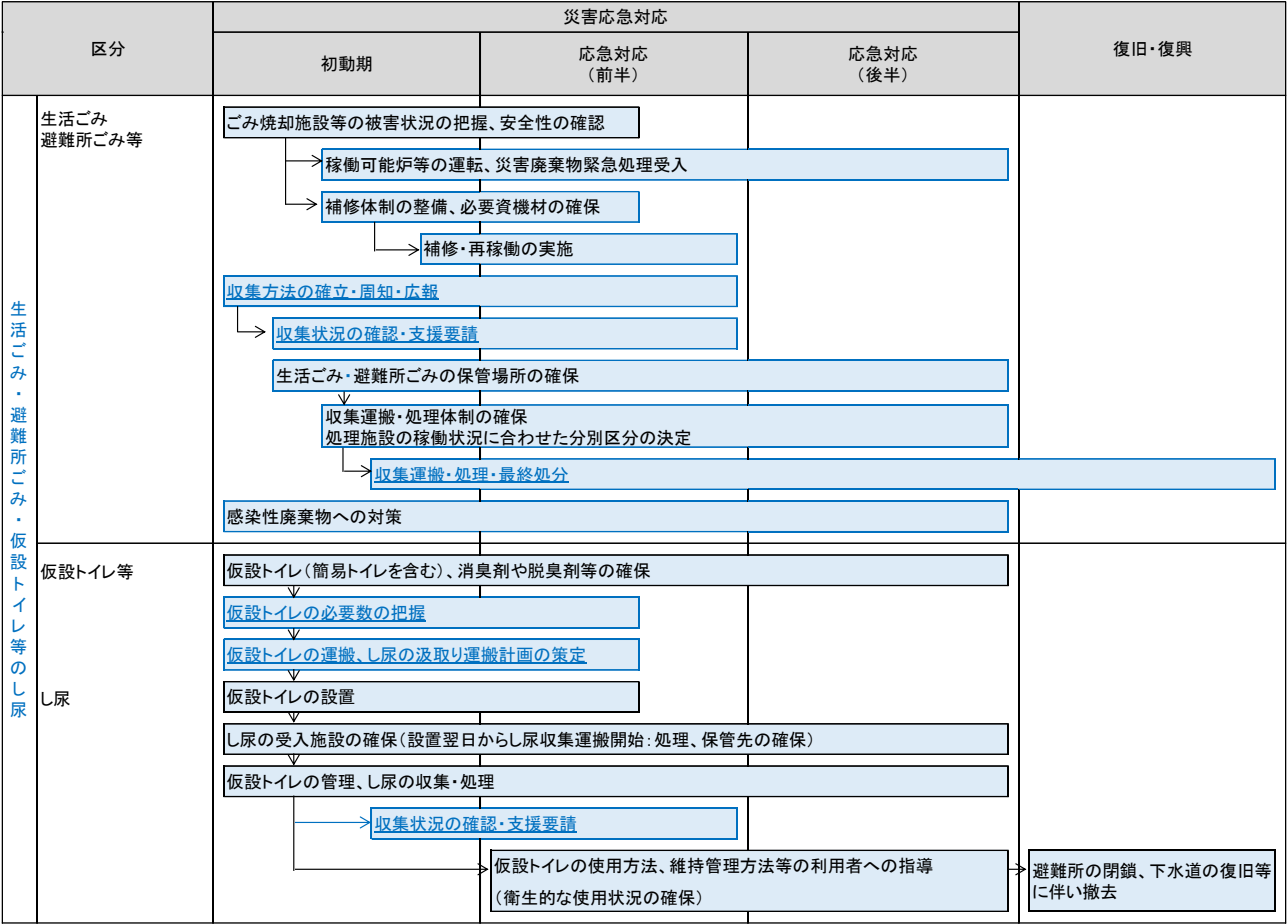 区分
災害応急対応
復旧・復興
初動期
応急対応
（前半）
応急対応
（後半）
生活ごみ・避難所ごみ・仮設トイレ等のし尿
生活ごみ
避難所ごみ等
ごみ焼却施設等の被害状況の把握、安全性の確認
稼働可能炉等の運転、災害廃棄物緊急処理受入
補修体制の整備、必要資機材の確保
補修・再稼働の実施
収集方法の確立・周知・広報
収集状況の確認・支援要請
生活ごみ・避難所ごみの保管場所の確保
収集運搬・処理体制の確保
処理施設の稼働状況に合わせた分別区分の決定
収集運搬・処理・最終処分
感染性廃棄物への対策
仮設トイレ等
仮設トイレ（簡易トイレを含む）、消臭剤や脱臭剤等の確保
仮設トイレの必要数の把握
仮設トイレの運搬、し尿の汲取り運搬計画の策定
し尿
仮設トイレの設置
し尿の受入施設の確保（設置翌日からし尿収集運搬開始：処理、保管先の確保）
仮設トイレの管理、し尿の収集・処理
収集状況の確認・支援要請
仮設トイレの使用方法、維持管理方法等の利用者への指導
（衛生的な使用状況の確保）
避難所の閉鎖、下水道の復旧等
に伴い撤去